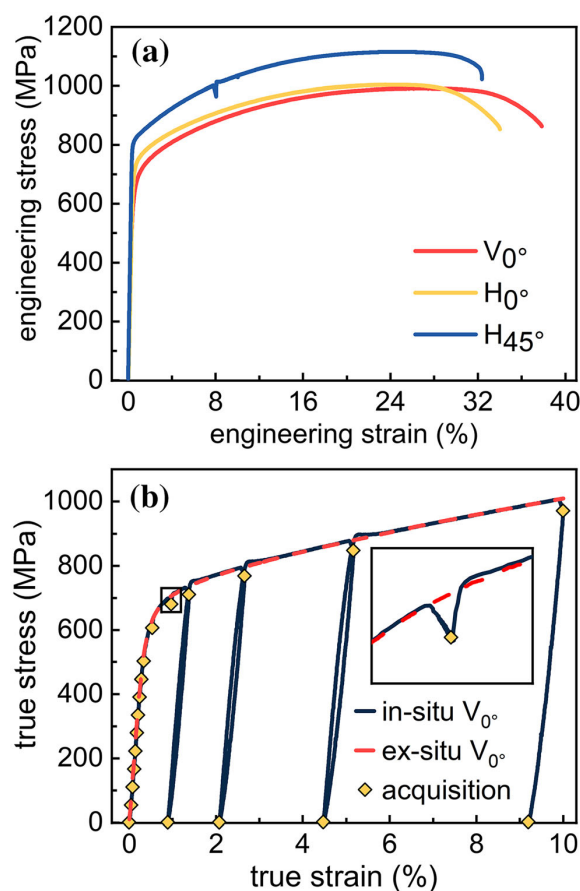 (a)
engineering stress (MPa)
1200
1000
800
600
400
200
0
V0°
H0°
H45°
0 8 16 24 32 40
engineering strain (%)
(b)
true stress (MPa)
1000
800
600
400
200
0
in-situ V0°
ex-situ V0°
acquisition
0 2 4 6 8 10
true strain (%)